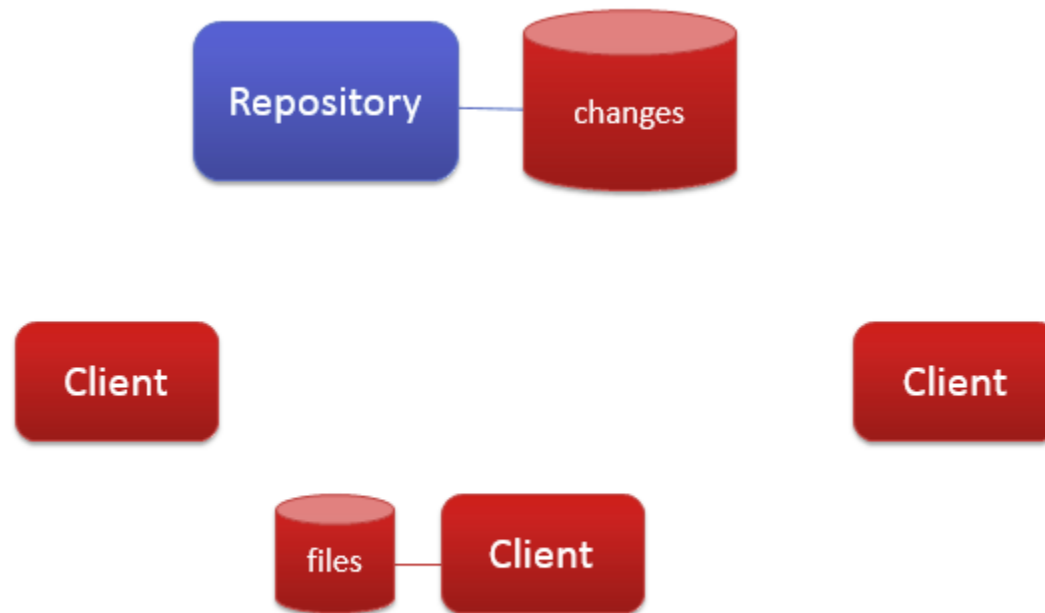 Repository
changes
Client
Client
files
Client